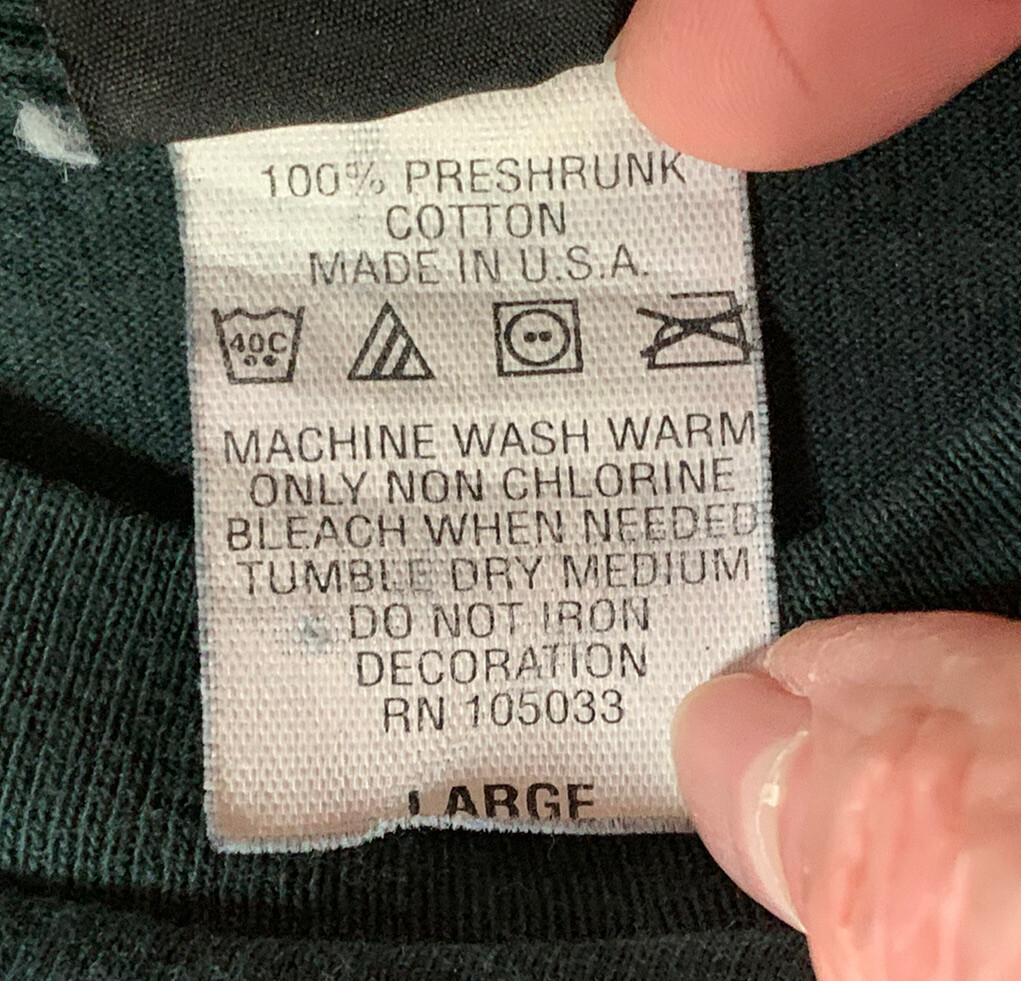 100% PRESHRUNK
COTTON
MADE IN U.S.A.
40C
MACHINE WASH WARM
ONLY NON CHLORINE
BLEACH WHEN NEEDED
TUMBLE DRY MEDIUM
DO NOT IRON
DECORATION
RN 105033
LARGE